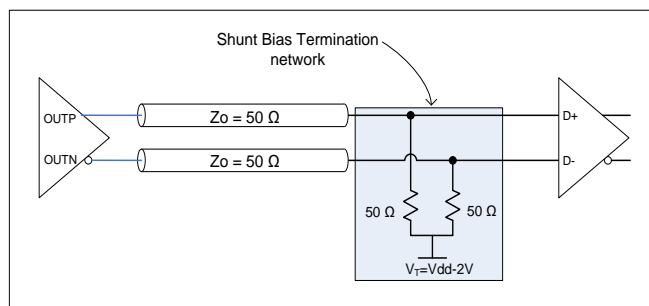 Shunt Bias Termination
network
OUTP
OUTN
Zo = 50 Ω
Zo = 50 Ω
D+
D-
50 Ω
50 Ω
VT=Vdd-2V